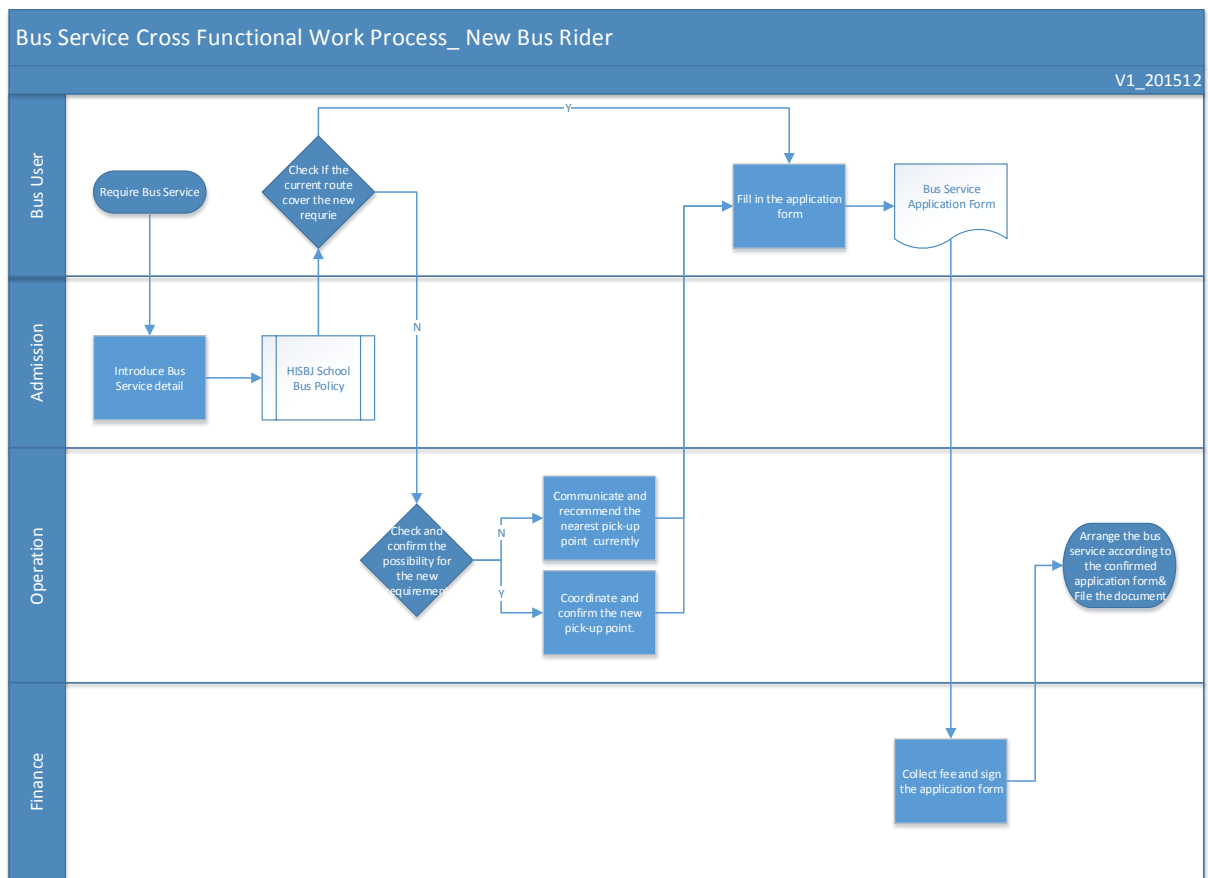 Bus Service Cross Functional Work Process_ New Bus Rider
V1_201512
Bus User
Require Bus Service
Check If the
current route
cover the new
requrie
Y
N
Fill in the application
form
Bus Service
Application Form
Admission
Introduce Bus
Service detail
HISBJ School
Bus Policy
Operation
Check and
confirm the
possibility for
the new
requirement
N
Y
Communicate and
recommend the
nearest pick-up
point currently
Coordinate and
confirm the new
pick-up point.
Arrange the bus
service according to
the confirmed
application form&
File the document
Finance
Collect fee and sign
the application form